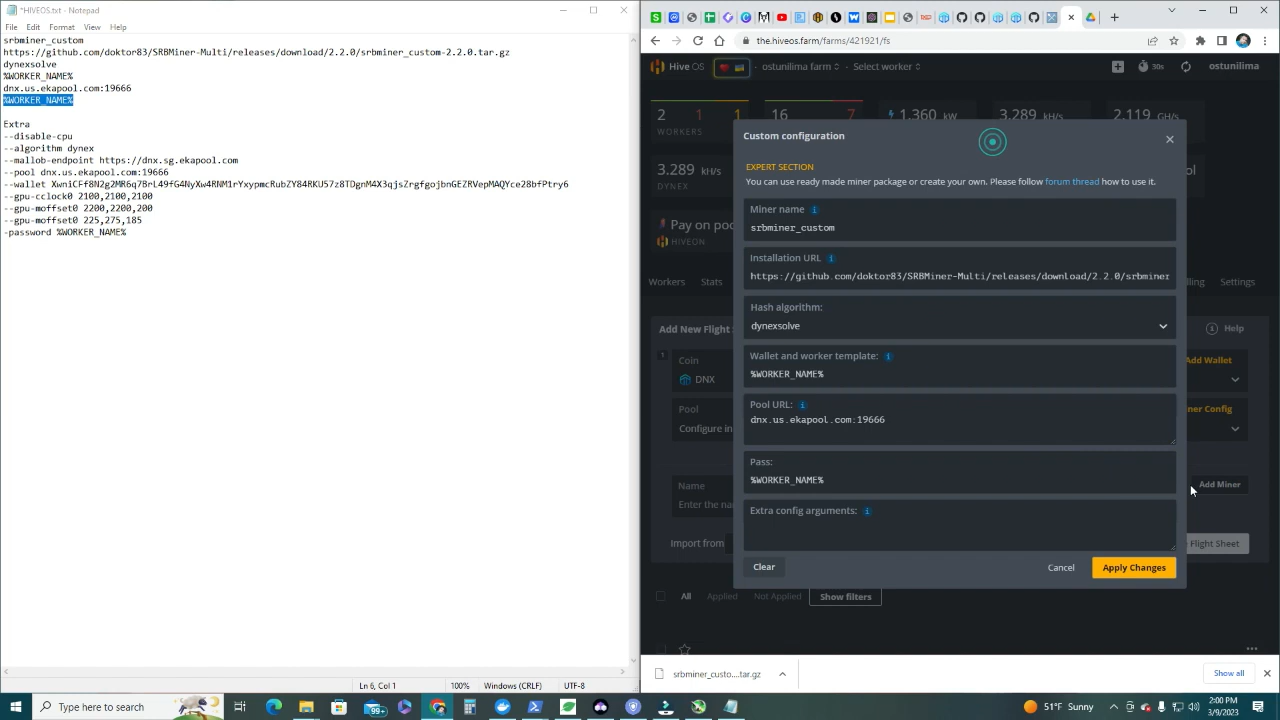 *HIVEOS.txt - Notepad
File Edit Format View Help
srbminer_custom
https://github.com/doktor83/SRBMiner-Multi/releases/download/2.2.0/srbminer_custom-2.2.0.tar.gz
dynexsolve
%WORKER_NAME%
dnx.us.ekapool.com:19666
%WORKER_NAME%
Extra
--disable-cpu
--algorithm dynex
--mallob-endpoint https://dnx.sg.ekapool.com
--pool dnx.us.ekapool.com:19666
--wallet XwniCFf8N2g2MR6q7BrL49fG4NyXw4RNM1rYxypmcRubZY84RKU57z8TDgnMAX3qjsZrgfgojbnGEZRVepMAQYce28bfPtry6
--gpu-cclock0 2100,2100,2100
--gpu-moffset0 2200,2200,200
--gpu-moffset0 225,275,185
-password %WORKER_NAME%
Ln 6, Col 1 100% Windows (CRLF) UTF-8
the.hiveos.farm/farms/421921/fs
Hive OS ostunilima farm Select worker 30s ostunilima
2 1 1 16 7 1.360 kW 3.289 kH/s 2.119 GH/s
WORKERS
3.289 kH/s
DYNEX
Pay on poo
HIVEON
Workers Stats Settings
Add New Flight S
Help
Coin
DNX
Add Wallet
Pool
Configure in
ner Config
Name
Enter the na
Add Miner
Import from
Flight Sheet
All Applied Not Applied Show filters
Custom configuration
EXPERT SECTION
You can use ready made miner package or create your own. Please follow forum thread how to use it.
Miner name
srbminer_custom
Installation URL
https://github.com/doktor83/SRBMiner-Multi/releases/download/2.2.0/srbminer
Hash algorithm:
dynexsolve
Wallet and worker template:
%WORKER_NAME%
Pool URL:
dnx.us.ekapool.com:19666
Pass:
%WORKER_NAME%
Extra config arguments:
Clear Cancel Apply Changes
srbminer_custo....tar.gz
Show all
Type here to search
99+
51°F Sunny
2:00 PM
3/9/2023